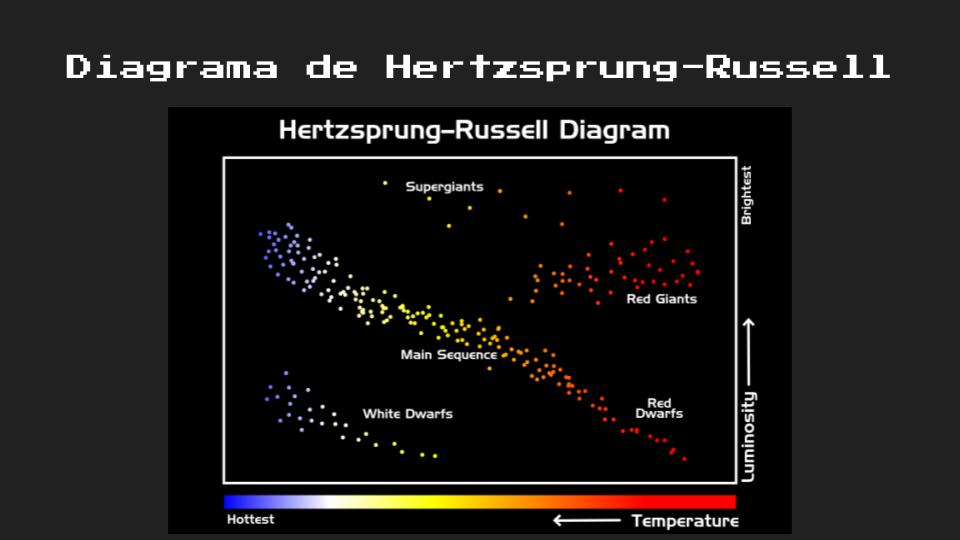 Diagrama de Hertzsprung-Russell
Hertzsprung-Russell Diagram
Supergiants
Brightest
Red Giants
Main Sequence
Red
Dwarfs
White Dwarfs
Luminosity
Hottest
Temperature